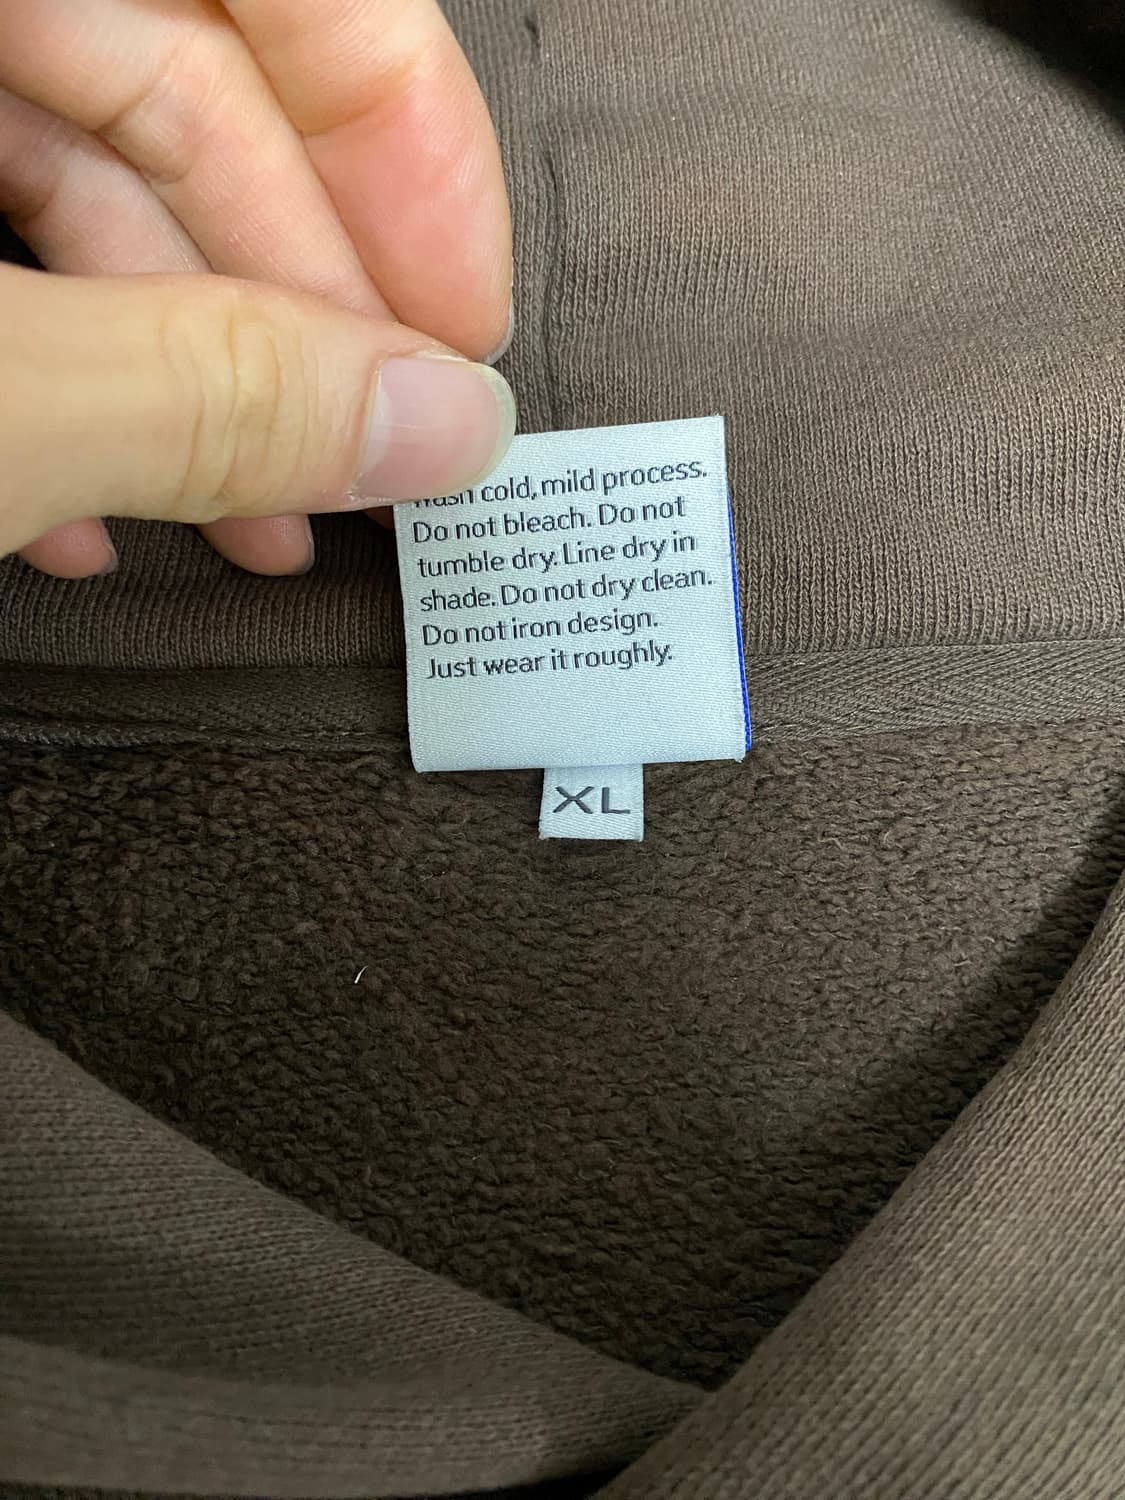 Wash cold, mild process.
Do not bleach. Do not
tumble dry. Line dry in
shade. Do not dry clean.
Do not iron design.
Just wear it roughly.
XL